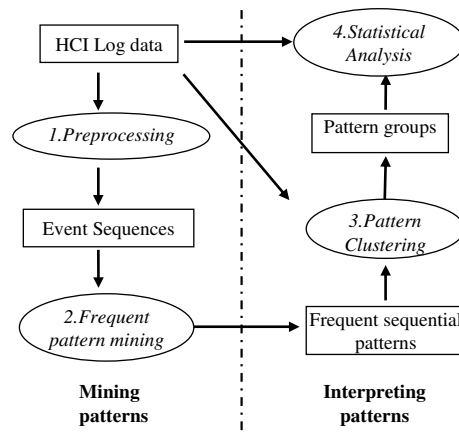 HCI Log data
1.Preprocessing
Event Sequences
2.Frequent
pattern mining
Mining
patterns
4.Statistical
Analysis
Pattern groups
3.Pattern
Clustering
Frequent sequential
patterns
Interpreting
patterns